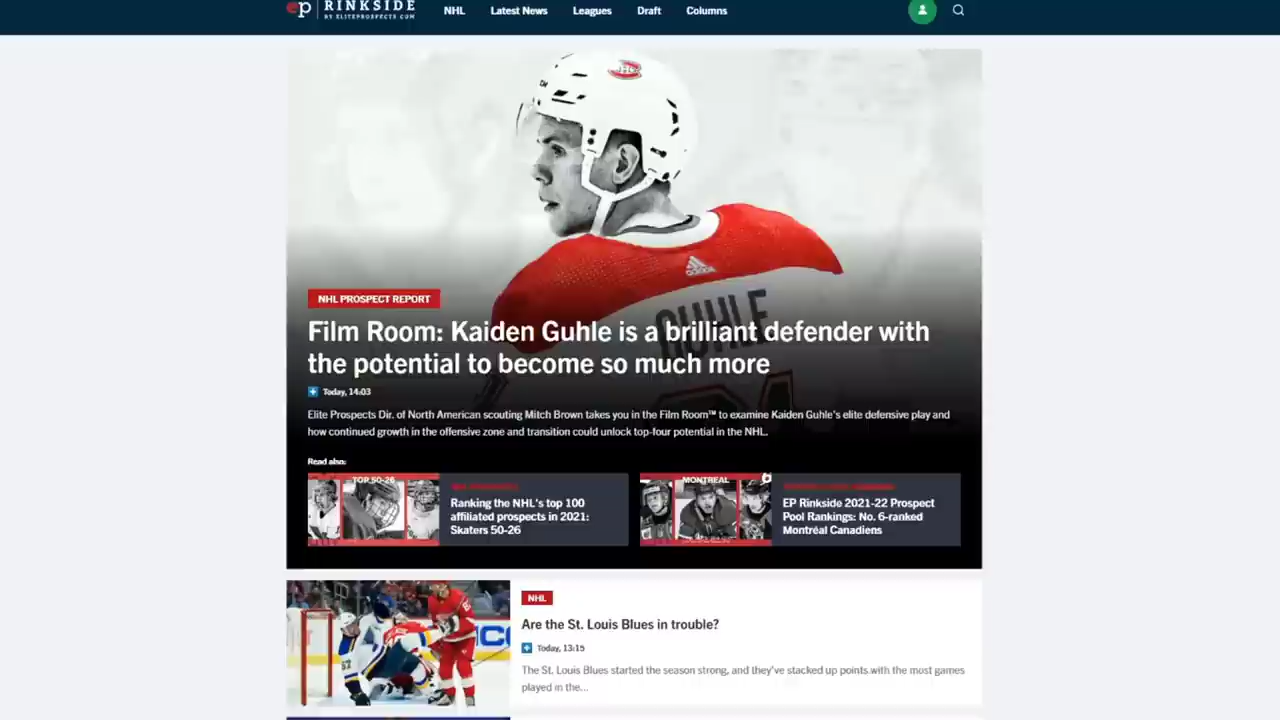 ep RINKSIDE
BY ELITEPROSPECTS.COM
NHL Latest News Leagues Draft Columns
GUHLE
NHL PROSPECT REPORT
Film Room: Kaiden Guhle is a brilliant defender with
the potential to become so much more
Today, 14:03
Elite Prospects Dir. of North American scouting Mitch Brown takes you in the Film Room™ to examine Kaiden Guhle's elite defensive play and
how continued growth in the offensive zone and transition could unlock top-four potential in the NHL.
Read also:
TOP 50-26
Ranking the NHL's top 100
affiliated prospects in 2021:
Skaters 50-26
MONTREAL
EP Rinkside 2021-22 Prospect
Pool Rankings: No. 6-ranked
Montréal Canadiens
NHL
Are the St. Louis Blues in trouble?
Today, 13:15
The St. Louis Blues started the season strong, and they've stacked up points with the most games
played in the...